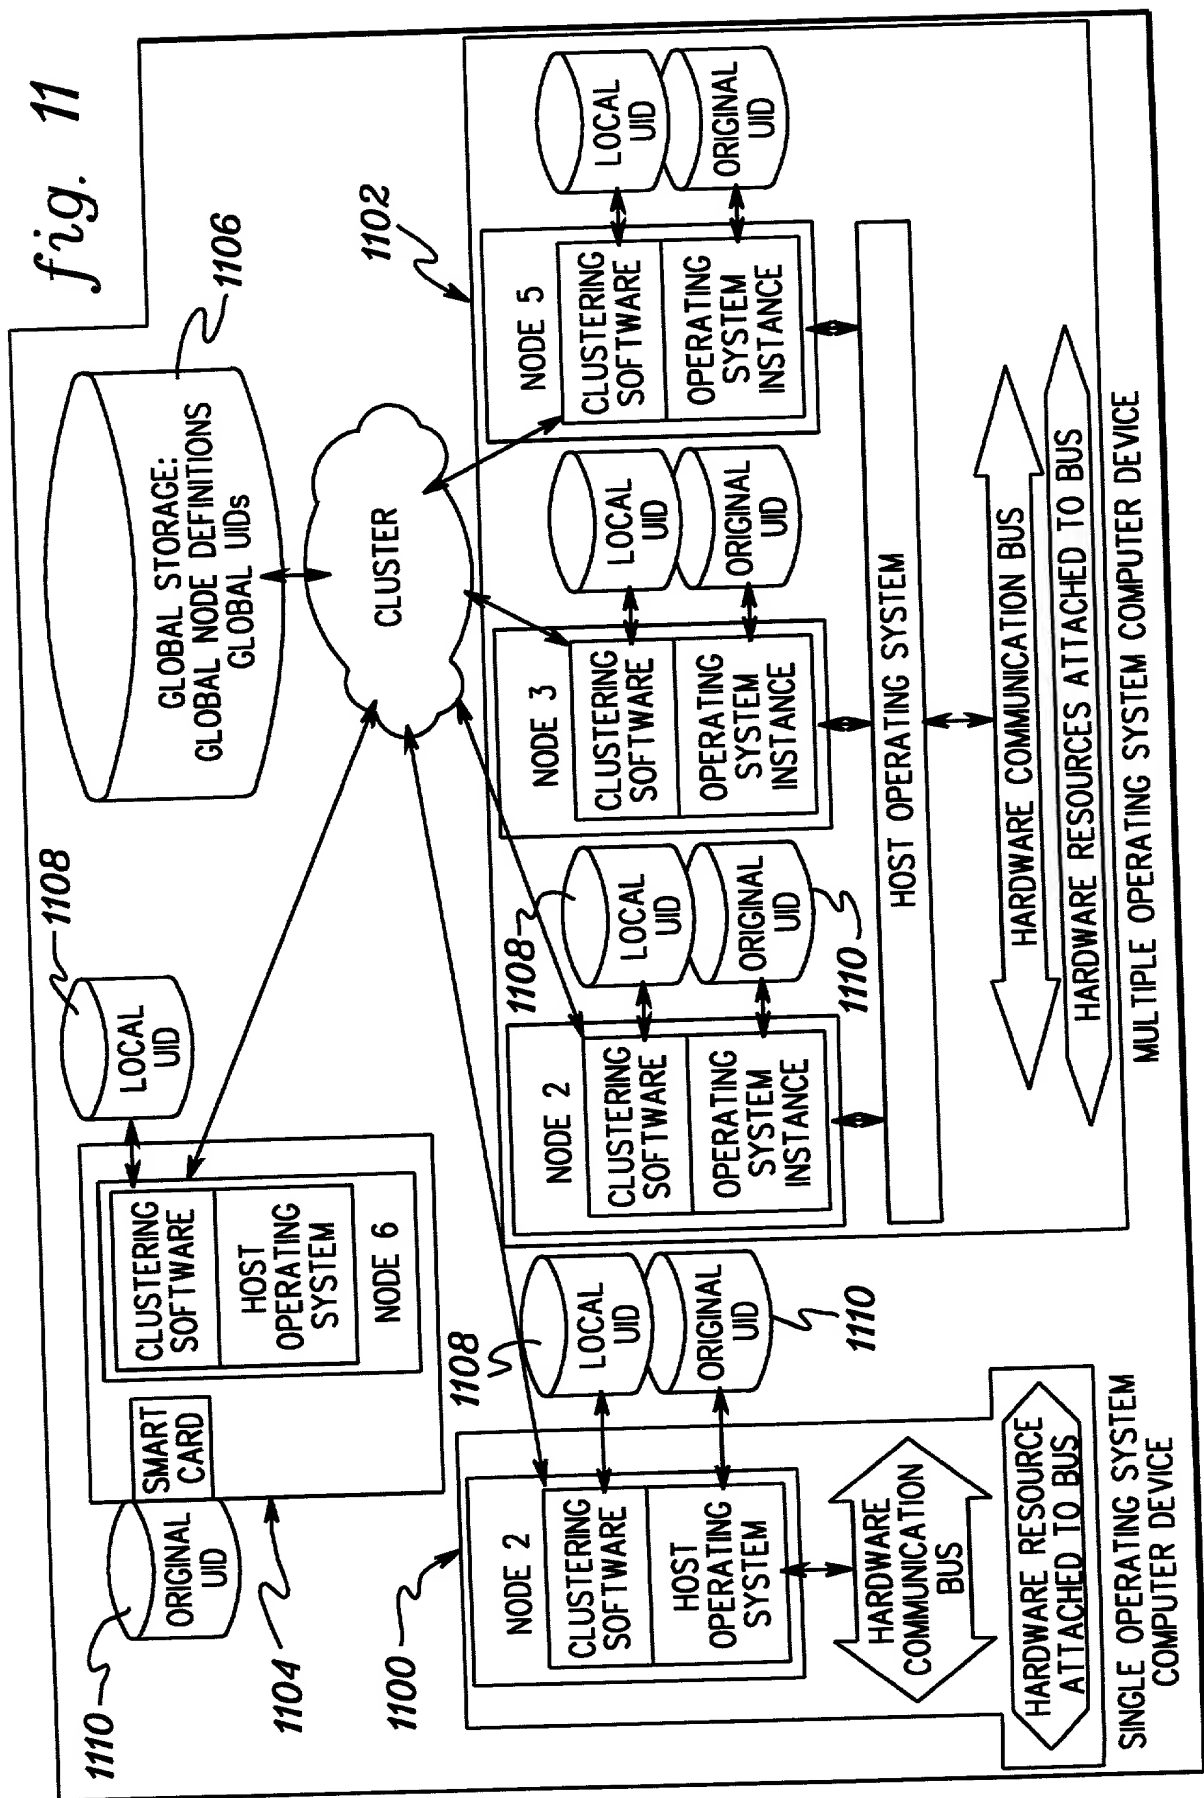 fig. 11
1106
GLOBAL STORAGE:
GLOBAL NODE DEFINITIONS
GLOBAL UIDs
CLUSTER
1108
LOCAL
UID
CLUSTERING
SOFTWARE
HOST
OPERATING
SYSTEM
NODE 6
SMART
CARD
ORIGINAL
UID
1110
1104
1100
NODE 2
CLUSTERING
SOFTWARE
HOST
OPERATING
SYSTEM
1108
LOCAL
UID
ORIGINAL
UID
1110
HARDWARE
COMMUNICATION
BUS
HARDWARE RESOURCE
ATTACHED TO BUS
SINGLE OPERATING SYSTEM
COMPUTER DEVICE
1102
NODE 2
CLUSTERING
SOFTWARE
OPERATING
SYSTEM
INSTANCE
1108
LOCAL
UID
ORIGINAL
UID
1110
NODE 3
CLUSTERING
SOFTWARE
OPERATING
SYSTEM
INSTANCE
LOCAL
UID
ORIGINAL
UID
NODE 5
CLUSTERING
SOFTWARE
OPERATING
SYSTEM
INSTANCE
LOCAL
UID
ORIGINAL
UID
HOST OPERATING SYSTEM
HARDWARE COMMUNICATION BUS
HARDWARE RESOURCES ATTACHED TO BUS
MULTIPLE OPERATING SYSTEM COMPUTER DEVICE